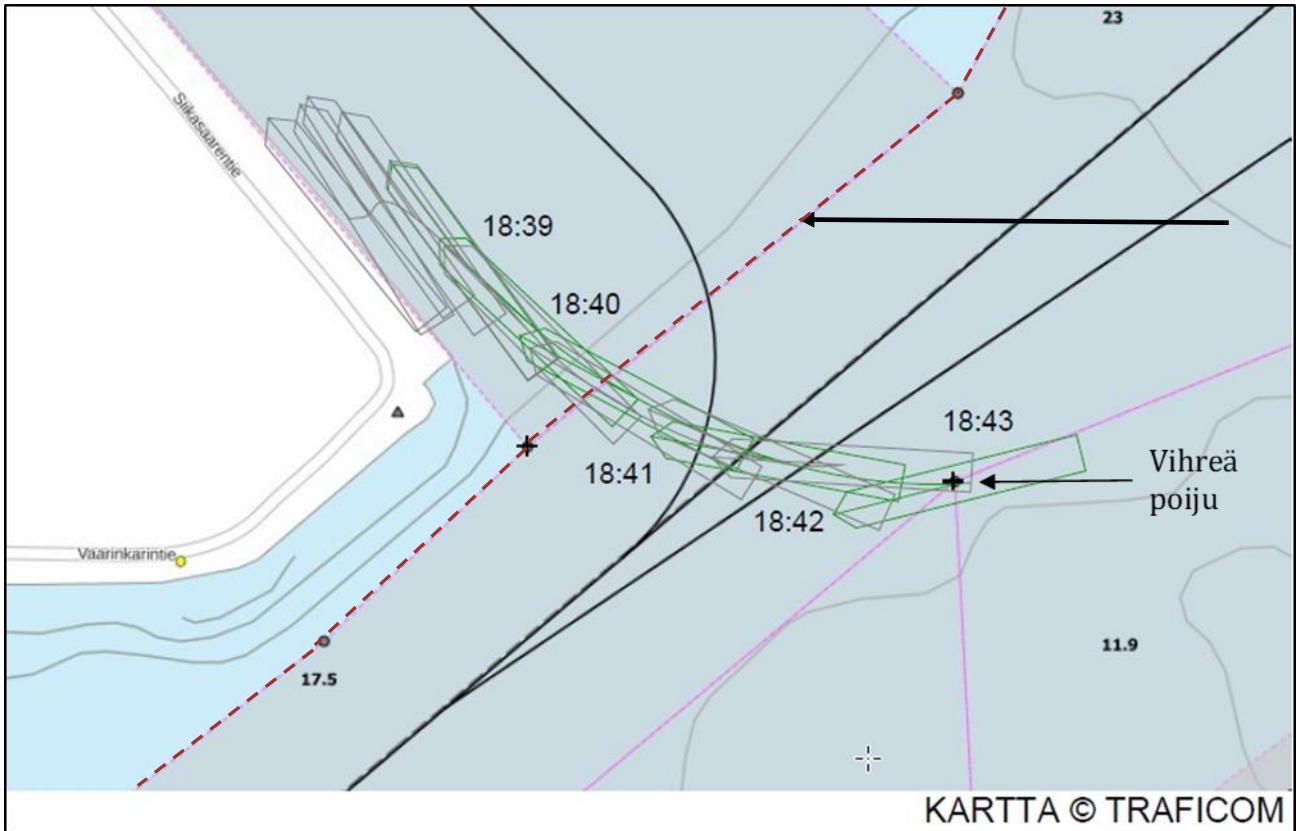 23
Siikasaarentie
18:39
18:40
18:43
Vihreä
poiju
18:41
18:42
Vaarinkarintie
11.9
17.5
KARTTA © TRAFICOM